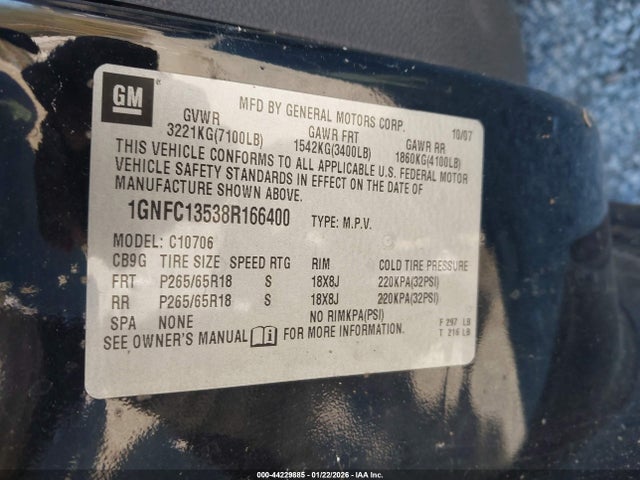 GM
MFD BY GENERAL MOTORS CORP.
10/07
GVWR GAWR FRT GAWR RR
3221KG(7100LB) 1542KG(3400LB) 1860KG(4100LB)
THIS VEHICLE CONFORMS TO ALL APPLICABLE U.S. FEDERAL MOTOR
VEHICLE SAFETY STANDARDS IN EFFECT ON THE DATE OF
MANUFACTURE SHOWN ABOVE.
1GNFC13538R166400 TYPE: M.P.V.
MODEL: C10706
CB9G TIRE SIZE SPEED RTG RIM COLD TIRE PRESSURE
FRT P265/65R18 S 18X8J 220KPA(32PSI)
RR P265/65R18 S 18X8J 220KPA(32PSI)
SPA NONE NO RIMKPA(PSI)
SEE OWNER'S MANUAL i FOR MORE INFORMATION.
F 297 LB
T 216 LB
000-44229885 - 01/22/2026 - IAA Inc.